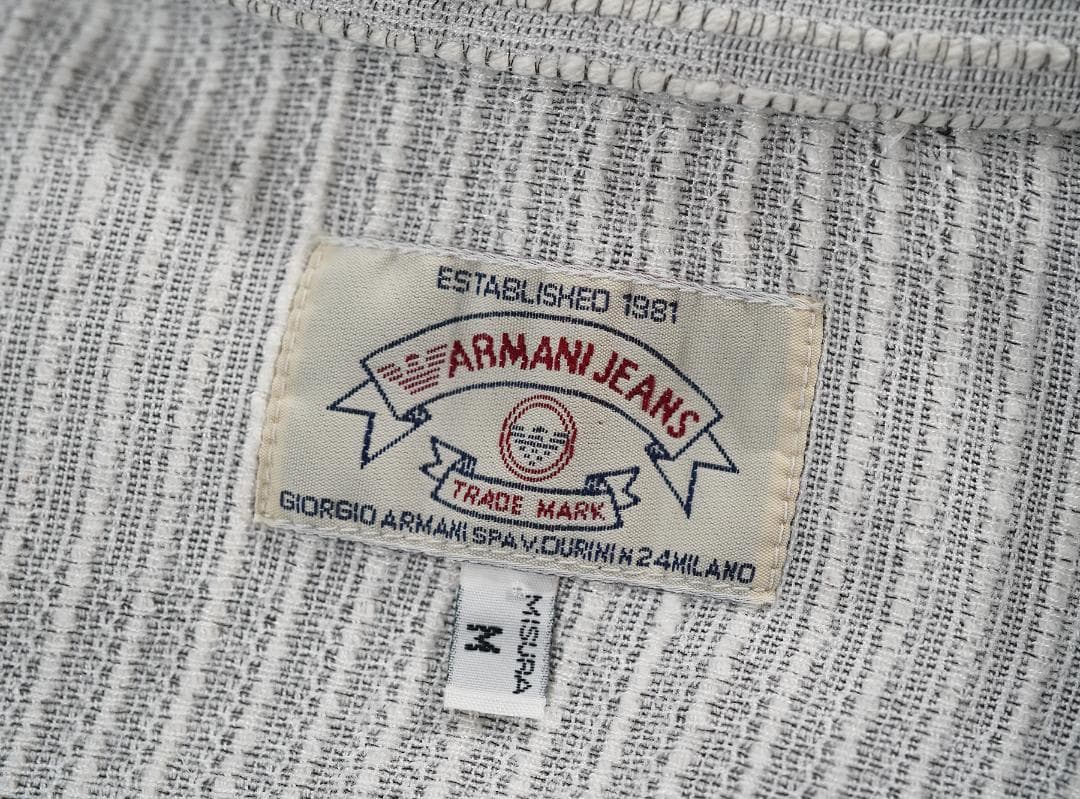 ESTABLISHED 1981
ARMANI JEANS
TRADE MARK
GIORGIO ARMANI SPA V. DURINI N 24 MILANO
MISURA
M